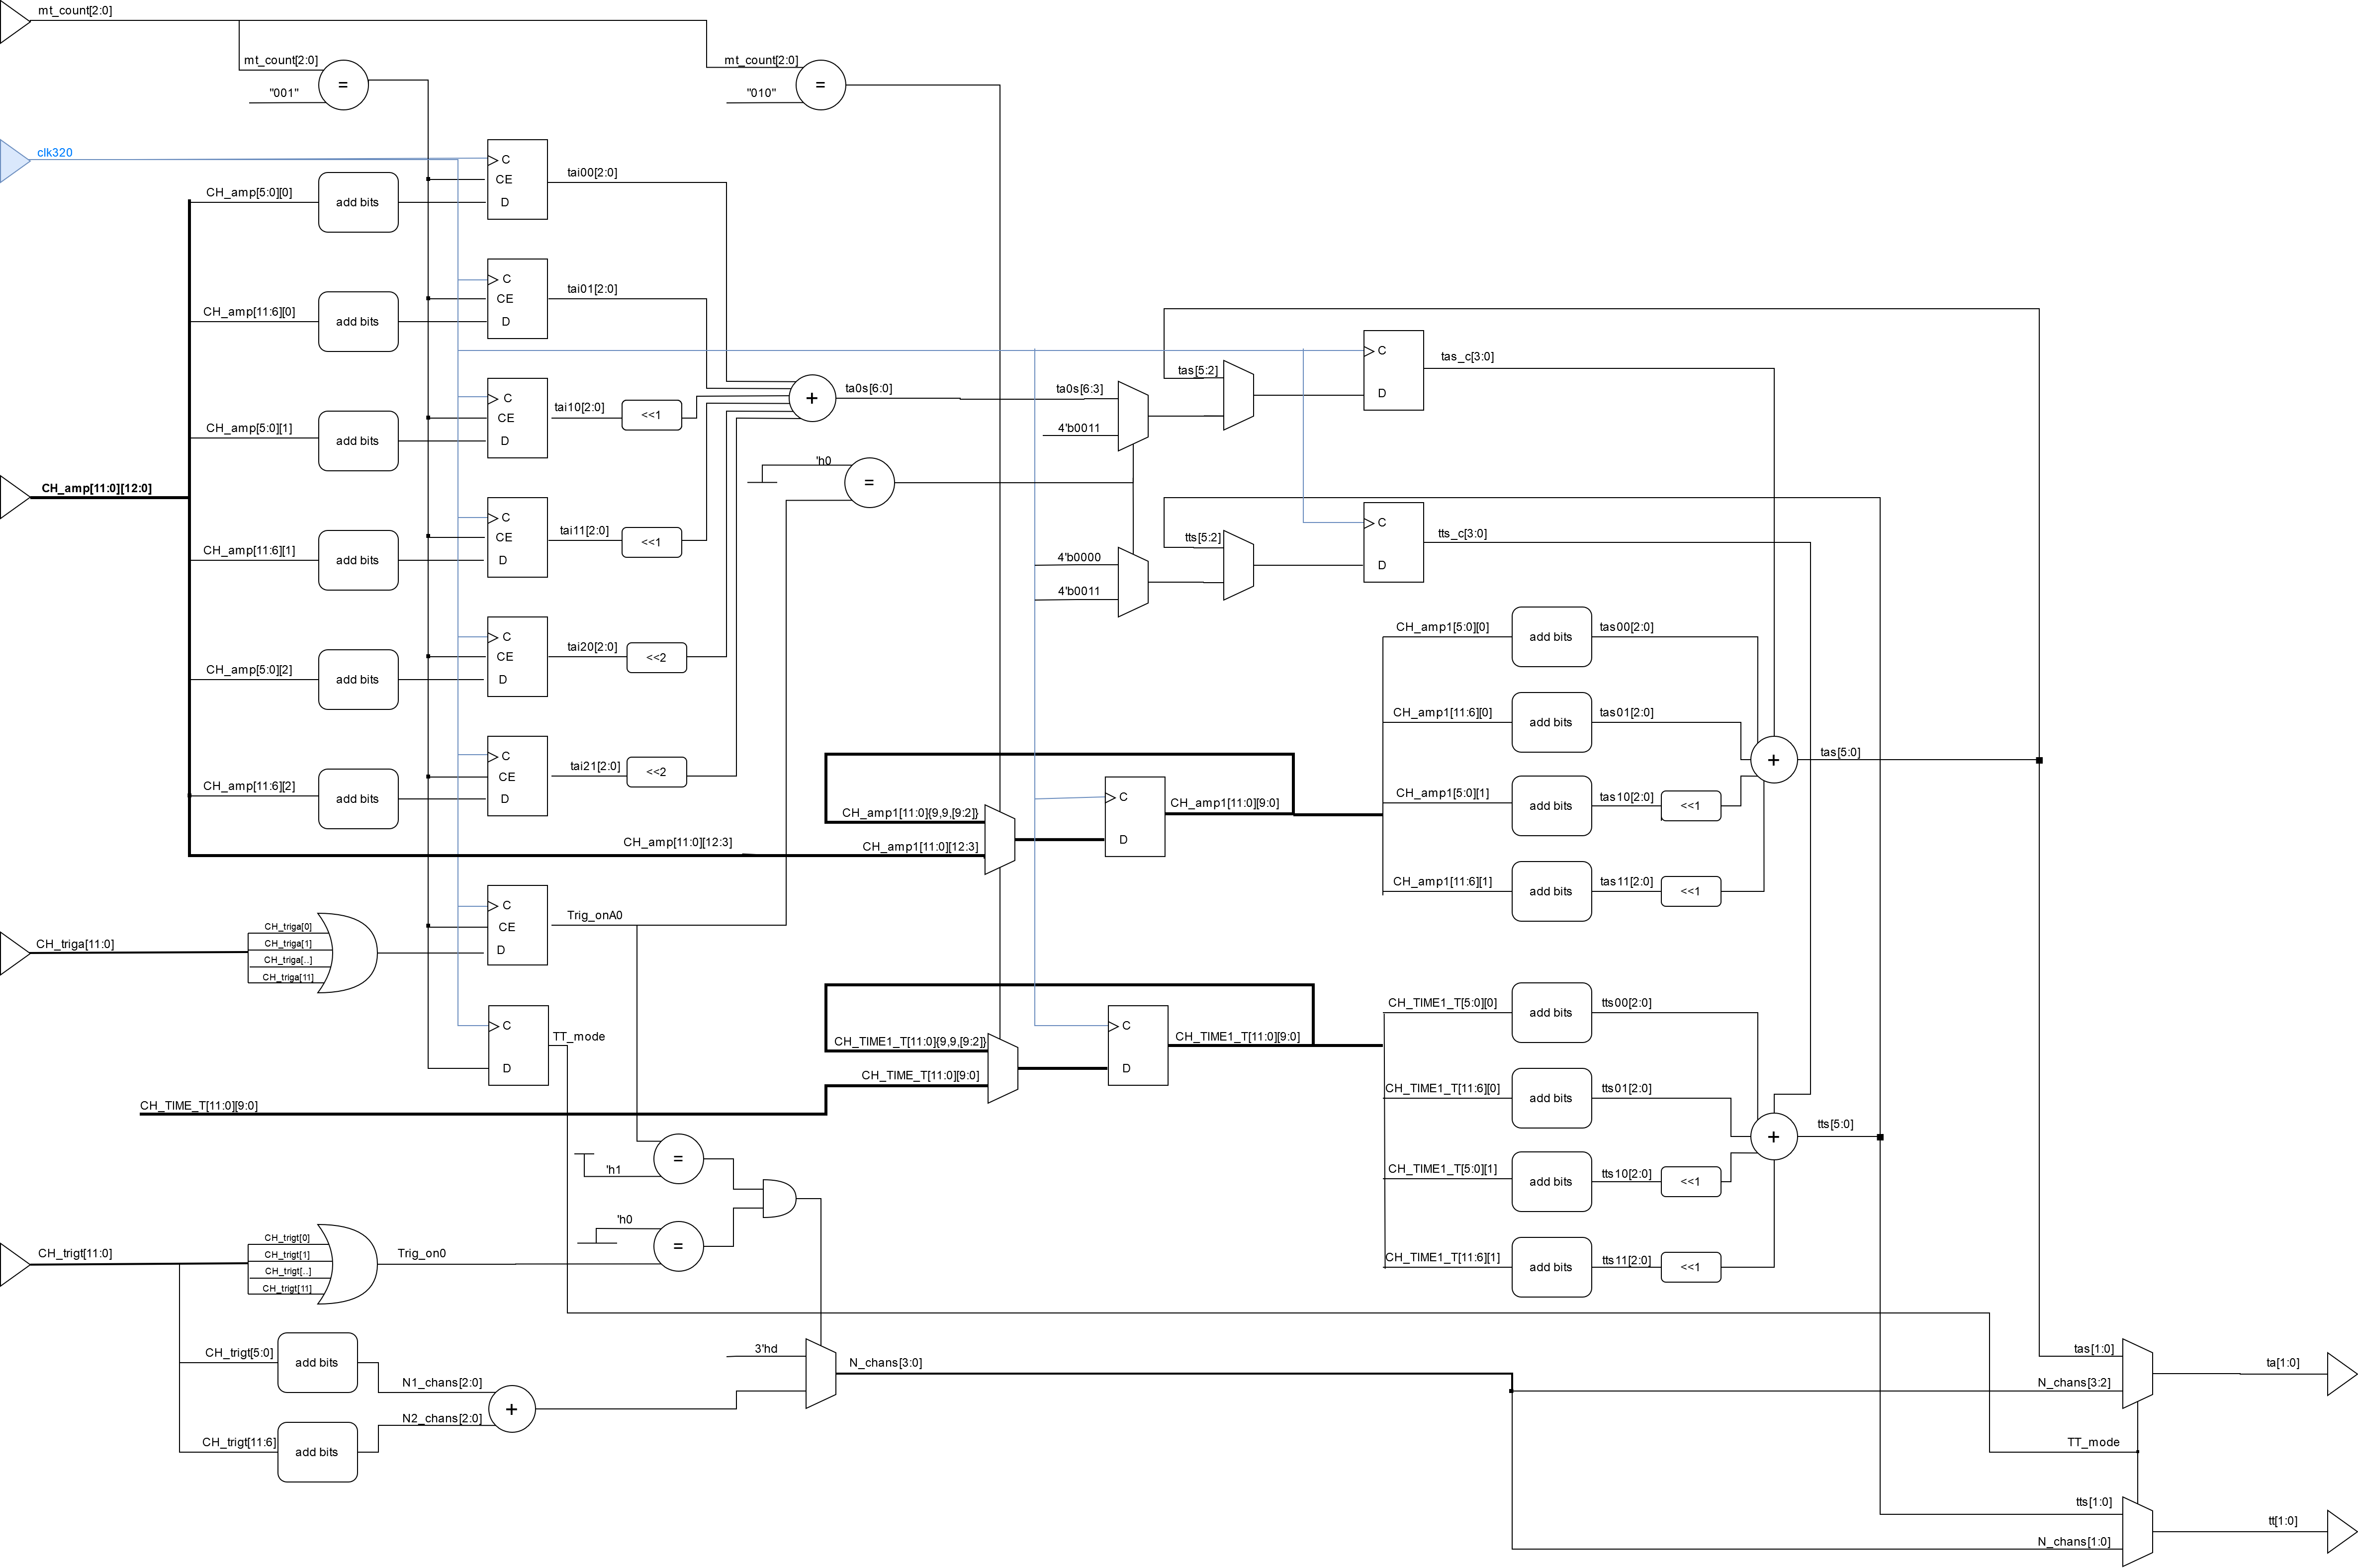 mt_count[2:0]
mt_count[2:0]
=
"001"
mt_count[2:0]
=
"010"
clk320
C
CE
D
tai00[2:0]
CH_amp[5:0][0]
add bits
C
CE
D
tai01[2:0]
CH_amp[11:6][0]
add bits
C
CE
D
tai10[2:0]
<<1
CH_amp[5:0][1]
add bits
+
ta0s[6:0]
ta0s[6:3]
4'b0011
tas[5:2]
C
D
tas_c[3:0]
'h0
=
CH_amp[11:0][12:0]
C
CE
D
tai11[2:0]
<<1
CH_amp[11:6][1]
add bits
4'b0000
4'b0011
tts[5:2]
C
D
tts_c[3:0]
C
CE
D
tai20[2:0]
<<2
CH_amp[5:0][2]
add bits
C
CE
D
tai21[2:0]
<<2
CH_amp[11:6][2]
add bits
CH_amp[11:0][12:3]
CH_amp1[11:0]{9,9,[9:2]}
CH_amp1[11:0][12:3]
C
D
CH_amp1[11:0][9:0]
CH_amp1[5:0][0]
add bits
tas00[2:0]
CH_amp1[11:6][0]
add bits
tas01[2:0]
+
tas[5:0]
CH_amp1[5:0][1]
add bits
tas10[2:0]
<<1
CH_amp1[11:6][1]
add bits
tas11[2:0]
<<1
CH_triga[11:0]
CH_triga[0]
CH_triga[1]
CH_triga[..]
CH_triga[11]
C
CE
D
Trig_onA0
C
D
TT_mode
CH_TIME1_T[11:0]{9,9,[9:2]}
CH_TIME_T[11:0][9:0]
CH_TIME_T[11:0][9:0]
C
D
CH_TIME1_T[11:0][9:0]
CH_TIME1_T[5:0][0]
add bits
tts00[2:0]
CH_TIME1_T[11:6][0]
add bits
tts01[2:0]
+
tts[5:0]
CH_TIME1_T[5:0][1]
add bits
tts10[2:0]
<<1
CH_TIME1_T[11:6][1]
add bits
tts11[2:0]
<<1
'h1
=
'h0
=
CH_trigt[11:0]
CH_trigt[0]
CH_trigt[1]
CH_trigt[..]
CH_trigt[11]
Trig_on0
CH_trigt[5:0]
add bits
N1_chans[2:0]
+
N2_chans[2:0]
CH_trigt[11:6]
add bits
3'hd
N_chans[3:0]
tas[1:0]
N_chans[3:2]
ta[1:0]
TT_mode
tts[1:0]
N_chans[1:0]
tt[1:0]